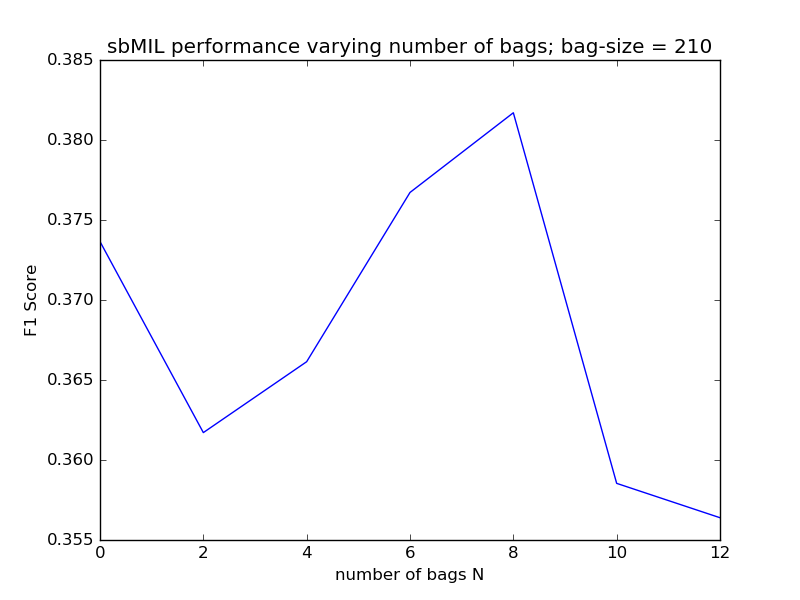 sbMIL performance varying number of bags; bag-size = 210
0.385
0.380
0.375
0.370
0.365
0.360
0.355
F1 Score
0 2 4 6 8 10 12
number of bags N